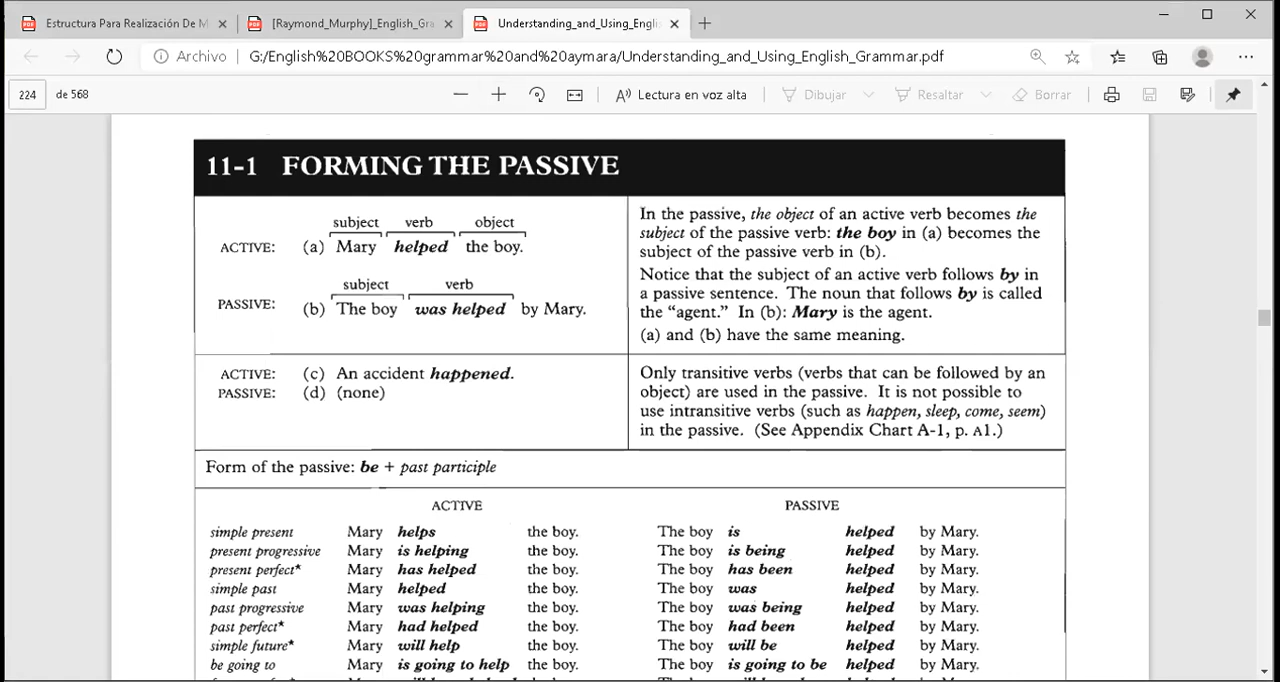 Estructura Para Realización De M
[Raymond_Murphy]_English_Gra
Understanding_and_Using_Engli
Archivo G:/English%20BOOKS%20grammar%20and%20aymara/Understanding_and_Using_English_Grammar.pdf
224 de 568 Lectura en voz alta Dibujar Resaltar Borrar
11-1 FORMING THE PASSIVE
subject verb object
ACTIVE: (a) Mary helped the boy.
subject verb
PASSIVE: (b) The boy was helped by Mary.
In the passive, the object of an active verb becomes the
subject of the passive verb: the boy in (a) becomes the
subject of the passive verb in (b).
Notice that the subject of an active verb follows by in
a passive sentence. The noun that follows by is called
the “agent.” In (b): Mary is the agent.
(a) and (b) have the same meaning.
ACTIVE: (c) An accident happened.
PASSIVE: (d) (none)
Only transitive verbs (verbs that can be followed by an
object) are used in the passive. It is not possible to
use intransitive verbs (such as happen, sleep, come, seem)
in the passive. (See Appendix Chart A-1, p. A1.)
Form of the passive: be + past participle
ACTIVE PASSIVE
simple present Mary helps the boy. The boy is helped by Mary.
present progressive Mary is helping the boy. The boy is being helped by Mary.
present perfect* Mary has helped the boy. The boy has been helped by Mary.
simple past Mary helped the boy. The boy was helped by Mary.
past progressive Mary was helping the boy. The boy was being helped by Mary.
past perfect* Mary had helped the boy. The boy had been helped by Mary.
simple future* Mary will help the boy. The boy will be helped by Mary.
be going to Mary is going to help the boy. The boy is going to be helped by Mary.